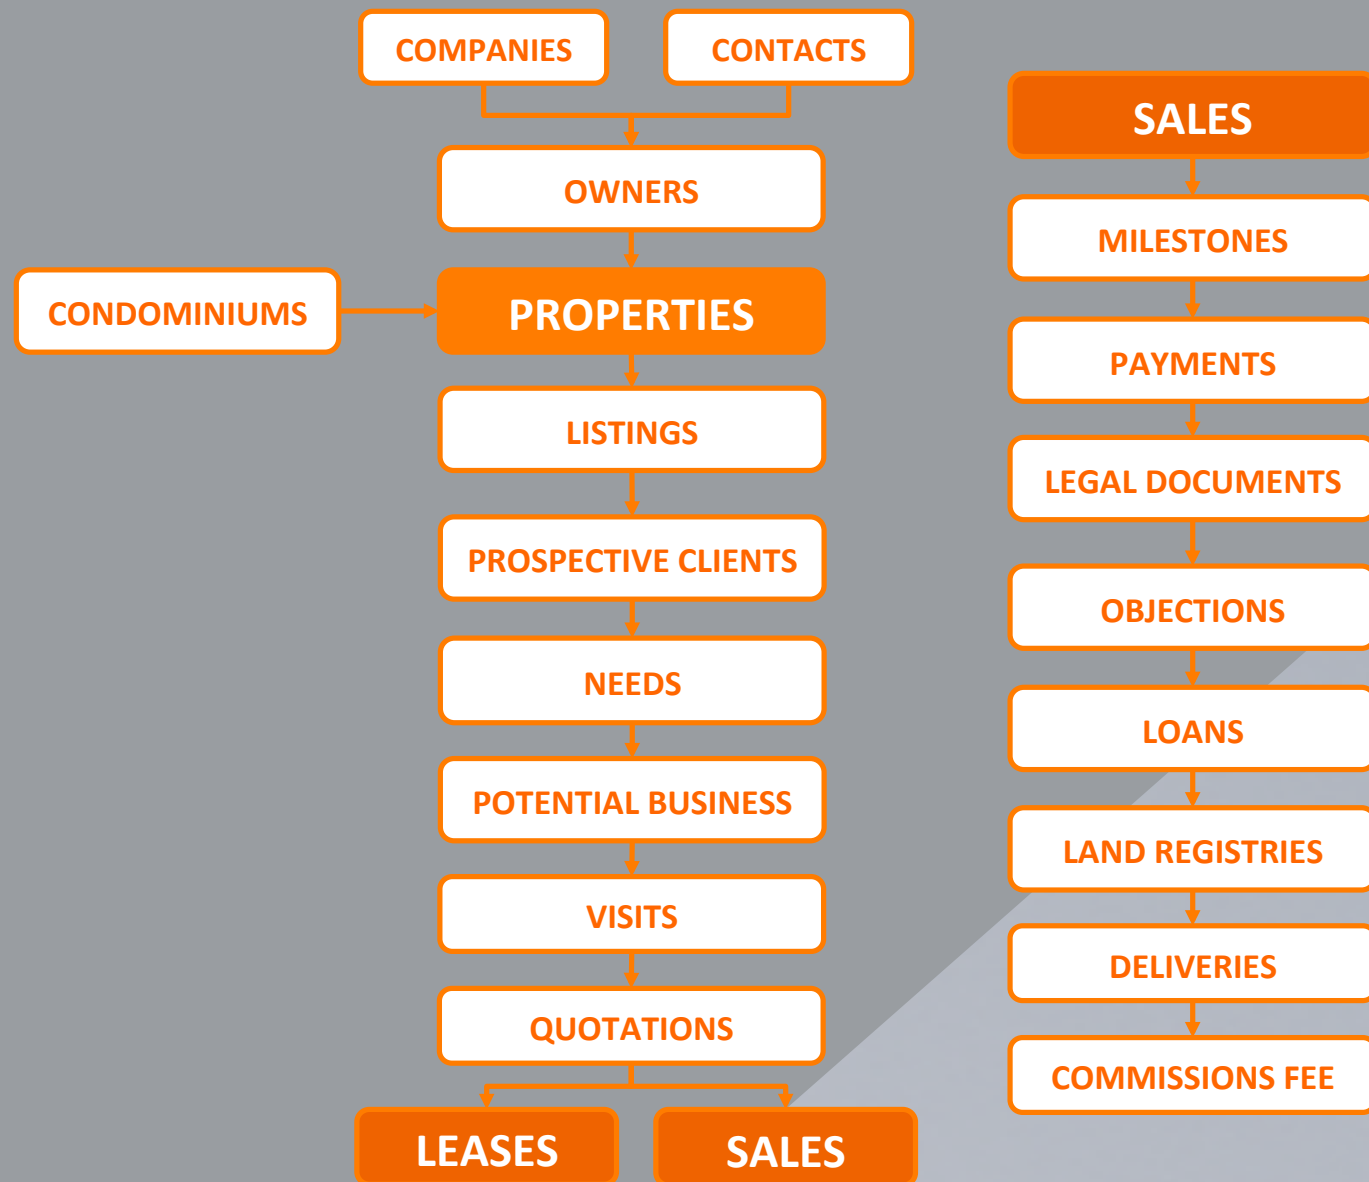 COMPANIES
CONTACTS
OWNERS
CONDOMINIUMS
PROPERTIES
LISTINGS
PROSPECTIVE CLIENTS
NEEDS
POTENTIAL BUSINESS
VISITS
QUOTATIONS
LEASES
SALES
SALES
MILESTONES
PAYMENTS
LEGAL DOCUMENTS
OBJECTIONS
LOANS
LAND REGISTRIES
DELIVERIES
COMMISSIONS FEE